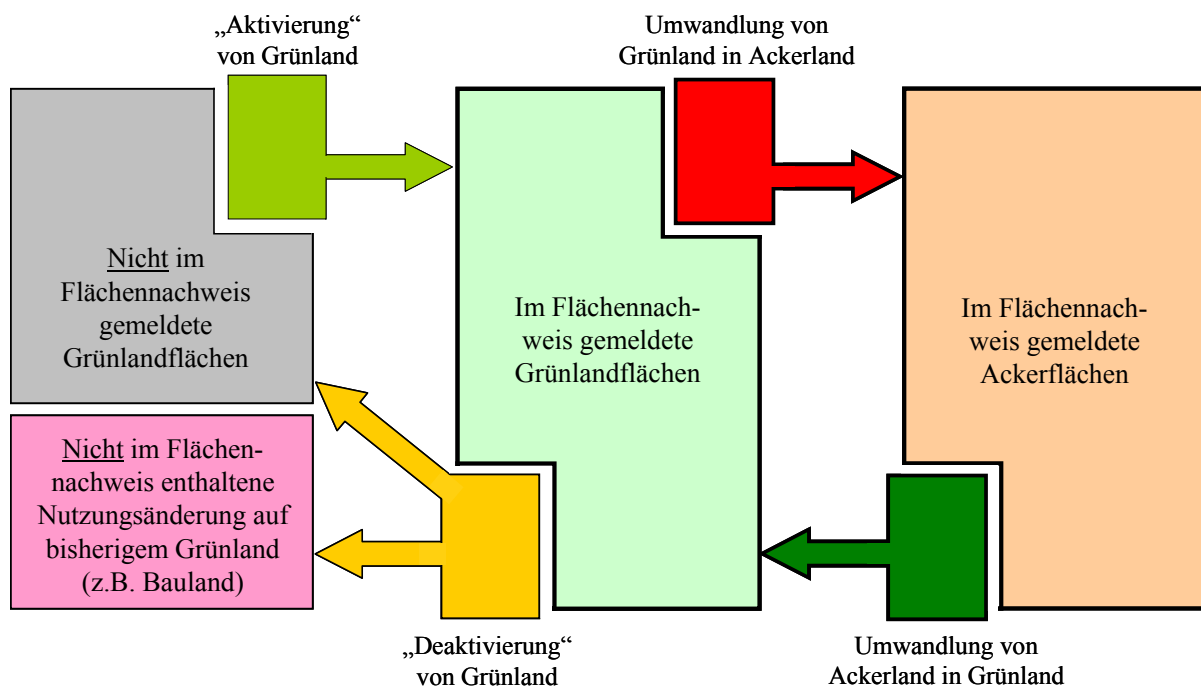 „Aktivierung“
von Grünland
Umwandlung von
Grünland in Ackerland
Nicht im
Flächennachweis
gemeldete
Grünlandflächen
Im Flächennach-
weis gemeldete
Grünlandflächen
Im Flächennach-
weis gemeldete
Ackerflächen
Nicht im Flächen-
nachweis enthaltene
Nutzungsänderung auf
bisherigem Grünland
(z.B. Bauland)
„Deaktivierung“
von Grünland
Umwandlung von
Ackerland in Grünland